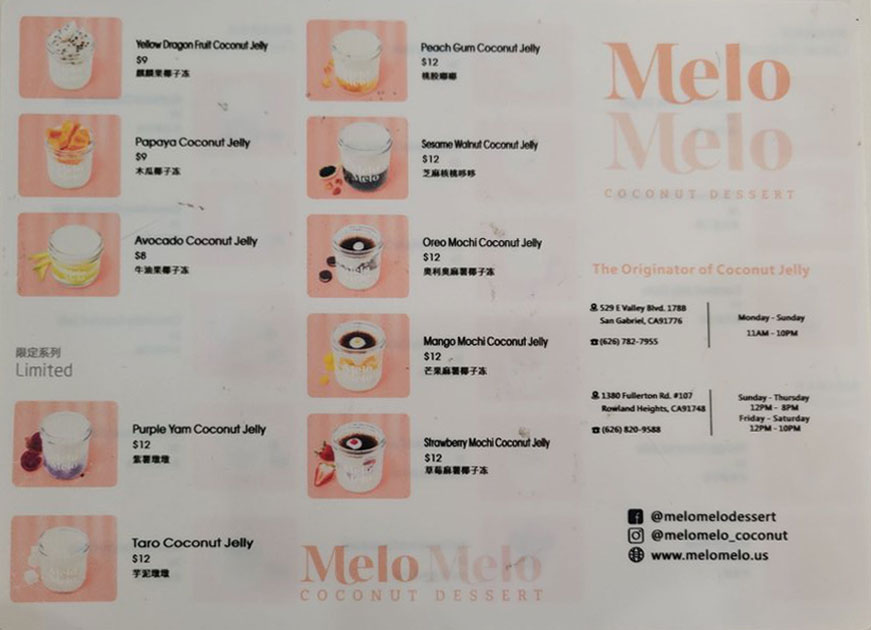 Yellow Dragon Fruit Coconut Jelly
$9
麒麟果椰子冻
Papaya Coconut Jelly
$9
木瓜椰子冻
Avocado Coconut Jelly
$8
牛油果椰子冻
限定系列
Limited
Purple Yam Coconut Jelly
$12
紫薯墩墩
Taro Coconut Jelly
$12
芋泥墩墩
Peach Gum Coconut Jelly
$12
桃胶嘟嘟
Sesame Walnut Coconut Jelly
$12
芝麻核桃哆哆
Oreo Mochi Coconut Jelly
$12
奥利奥麻薯椰子冻
Mango Mochi Coconut Jelly
$12
芒果麻薯椰子冻
Strawberry Mochi Coconut Jelly
$12
草莓麻薯椰子冻
Melo Melo
COCONUT DESSERT
Melo
Melo
COCONUT DESSERT
The Originator of Coconut Jelly
529 E Valley Blvd. 178B
San Gabriel, CA91776
(626) 782-7955
Monday - Sunday
11AM - 10PM
1380 Fullerton Rd. #107
Rowland Heights, CA91748
(626) 820-9588
Sunday - Thursday
12PM - 8PM
Friday - Saturday
12PM - 10PM
@melomelodessert
@melomelo_coconut
www.melomelo.us